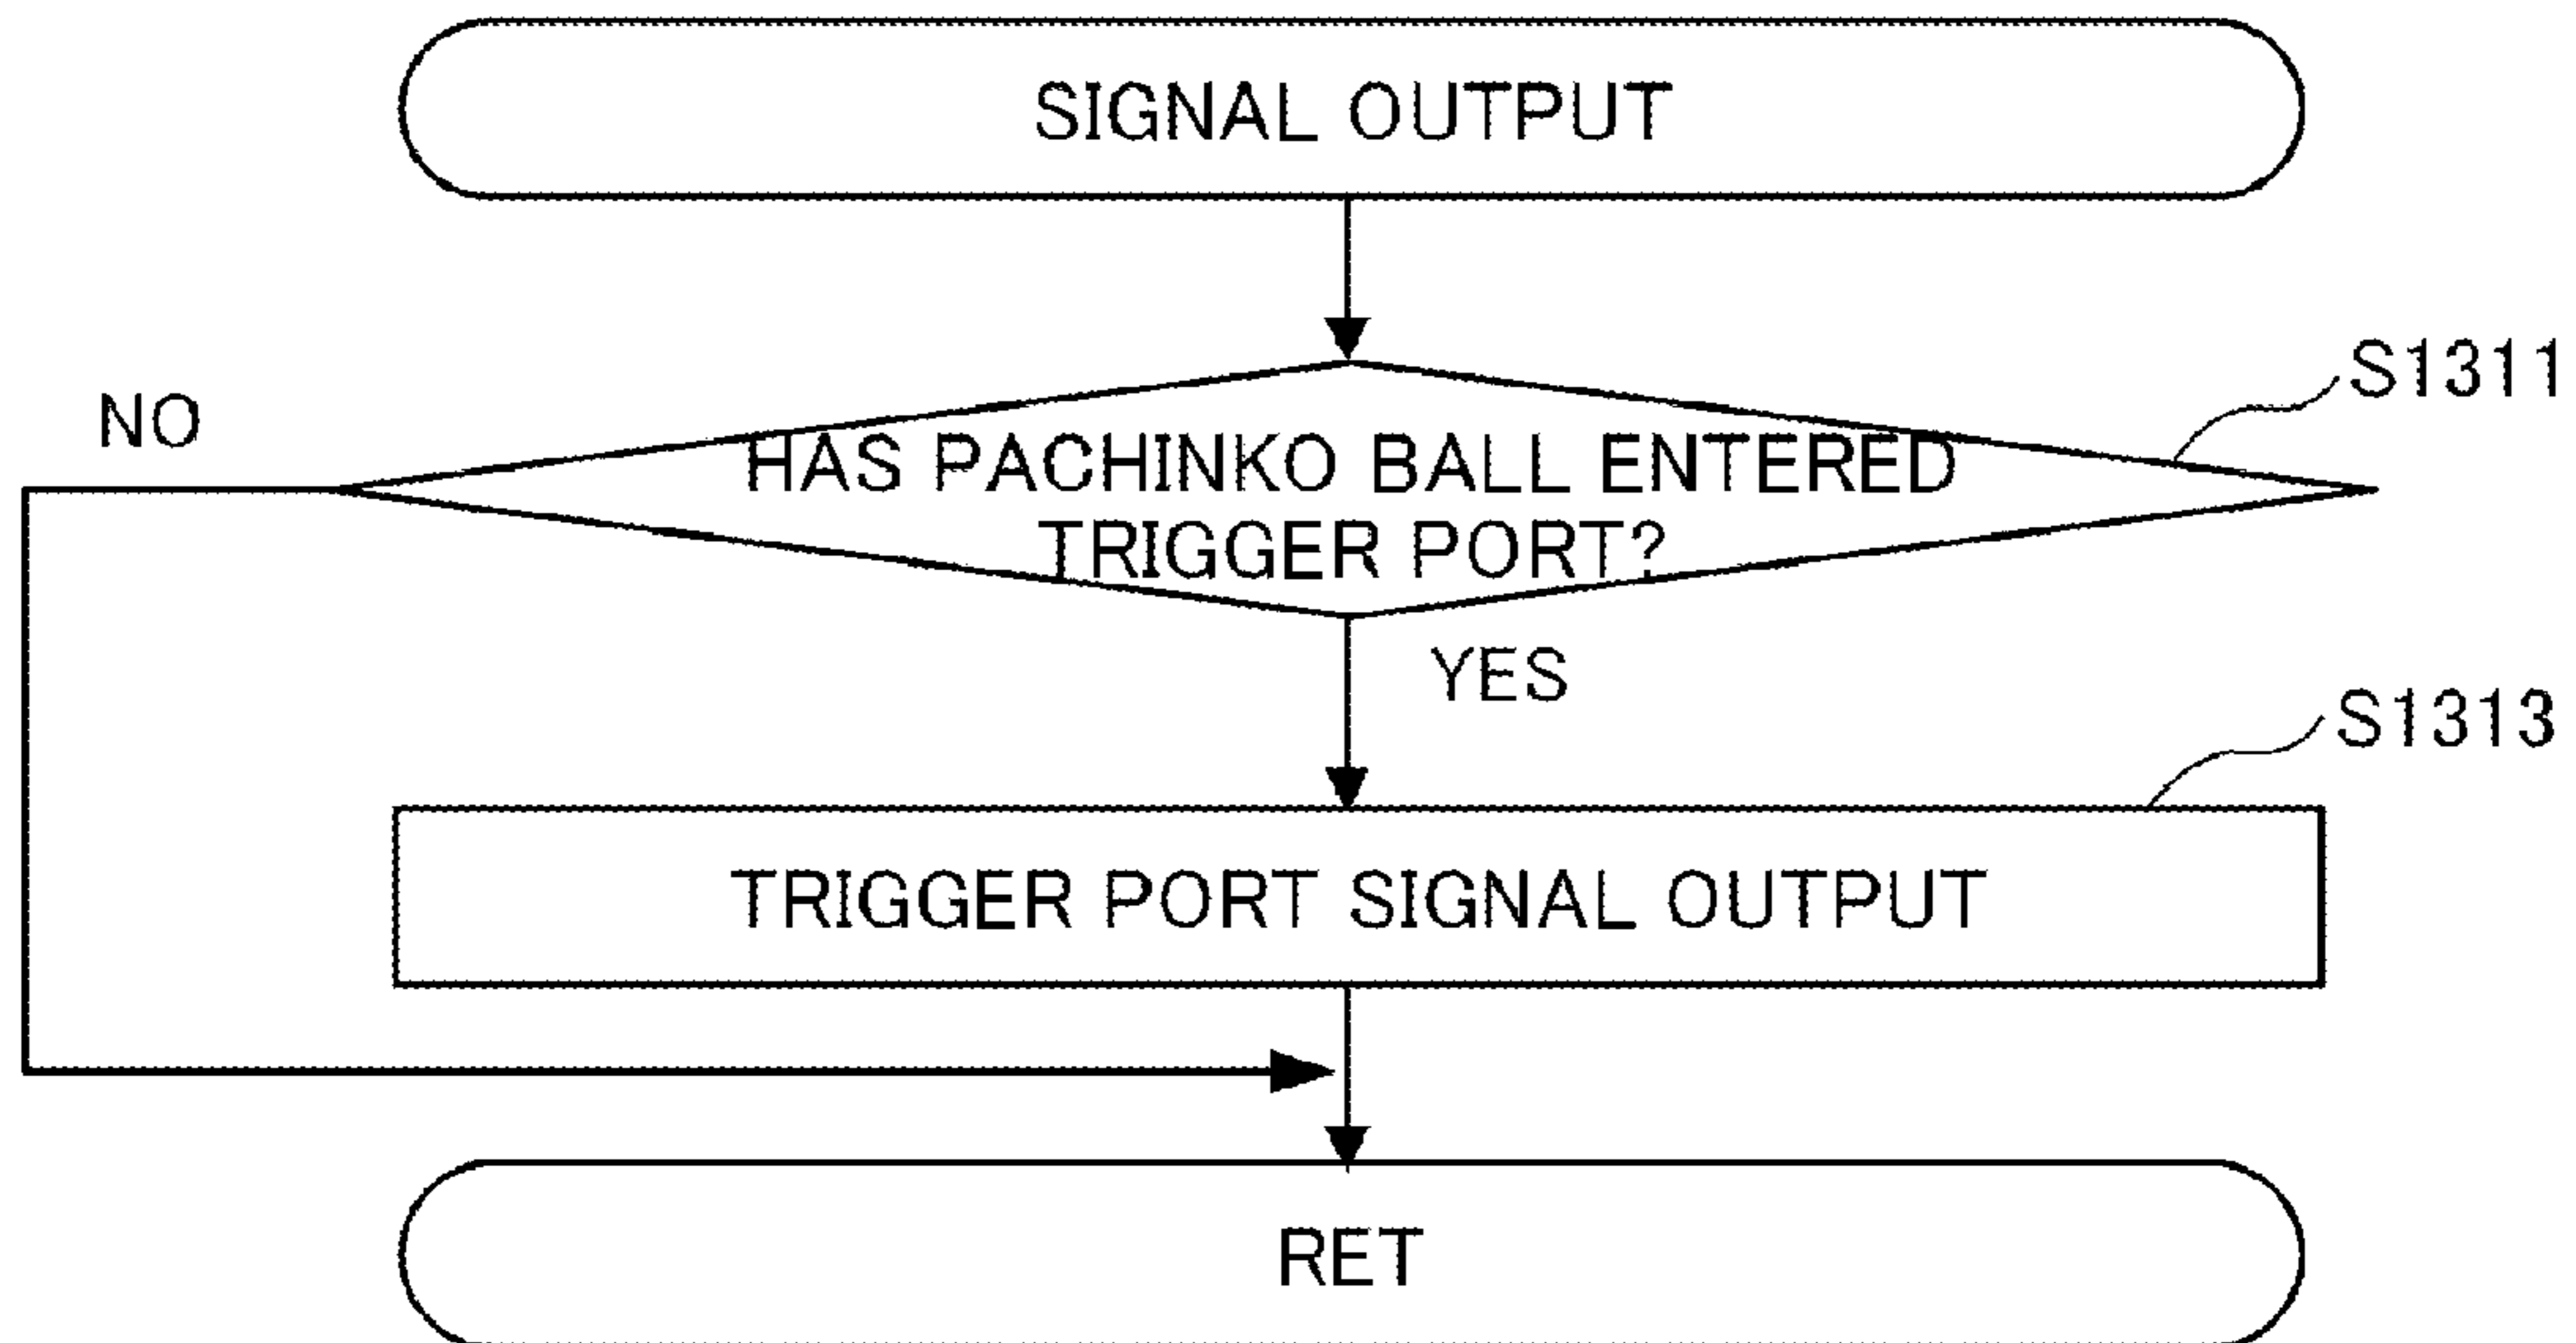 SIGNAL OUTPUT
S1311
NO
HAS PACHINKO BALL ENTERED
TRIGGER PORT?
YES
S1313
TRIGGER PORT SIGNAL OUTPUT
RET